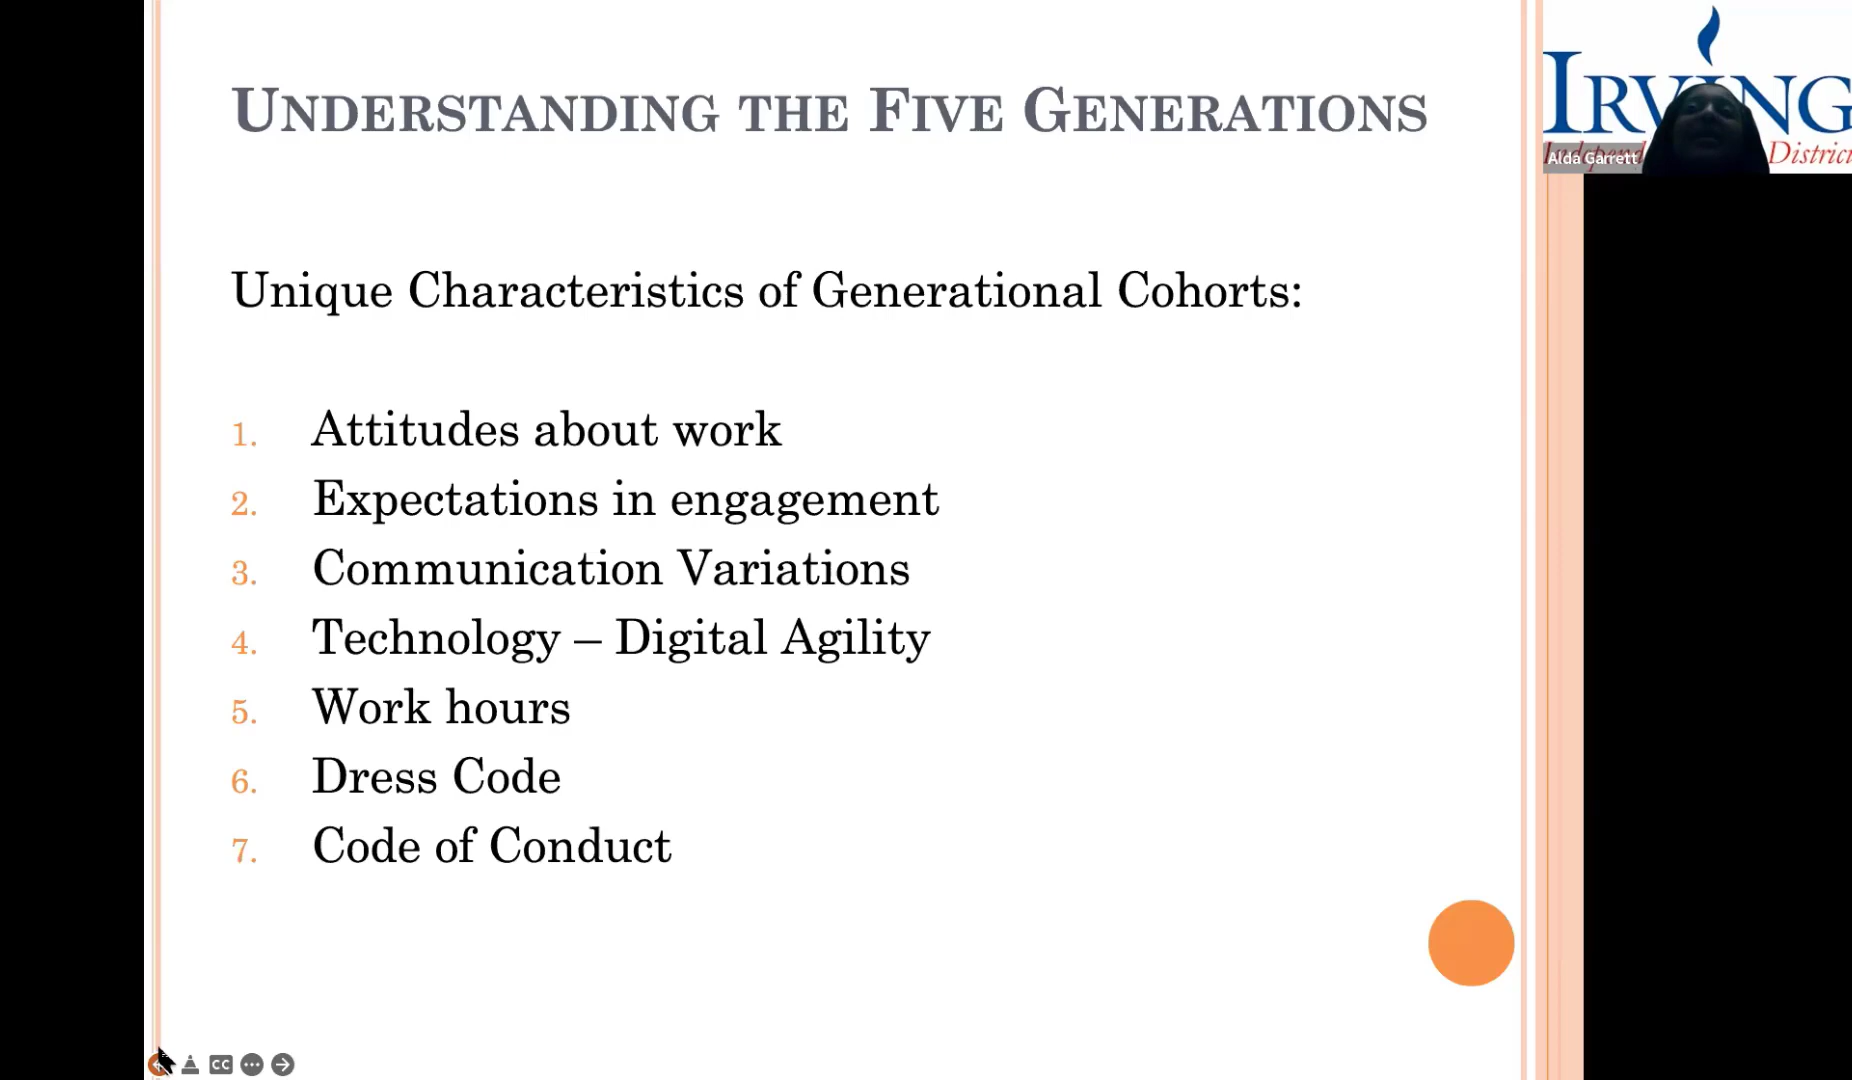 UNDERSTANDING THE FIVE GENERATIONS
Unique Characteristics of Generational Cohorts:
1. Attitudes about work
2. Expectations in engagement
3. Communication Variations
4. Technology – Digital Agility
5. Work hours
6. Dress Code
7. Code of Conduct
IRVING
Alda Garrett
District
CC